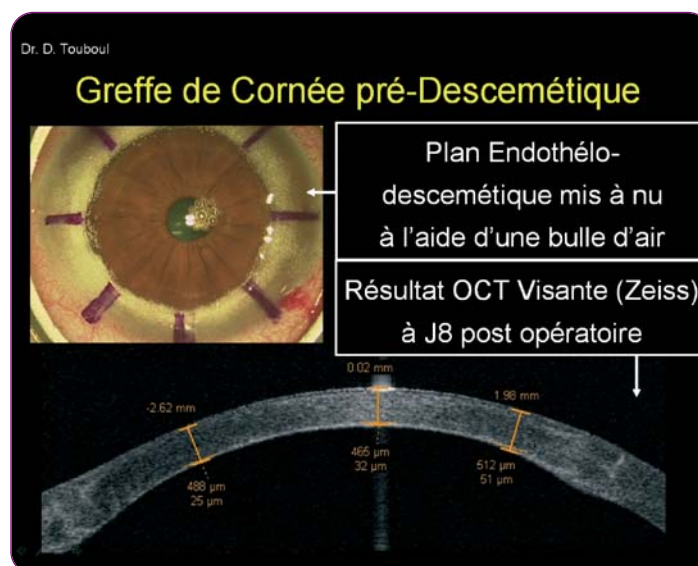 Dr. D. Touboul
Greffe de Cornée pré-Descemétique
Plan Endothélo-
descemétique mis à nu
à l'aide d'une bulle d'air
Résultat OCT Visante (Zeiss)
à J8 post opératoire
0.02 mm
-2.62 mm
1.98 mm
465 µm
32 µm
488 µm
25 µm
512 µm
51 µm